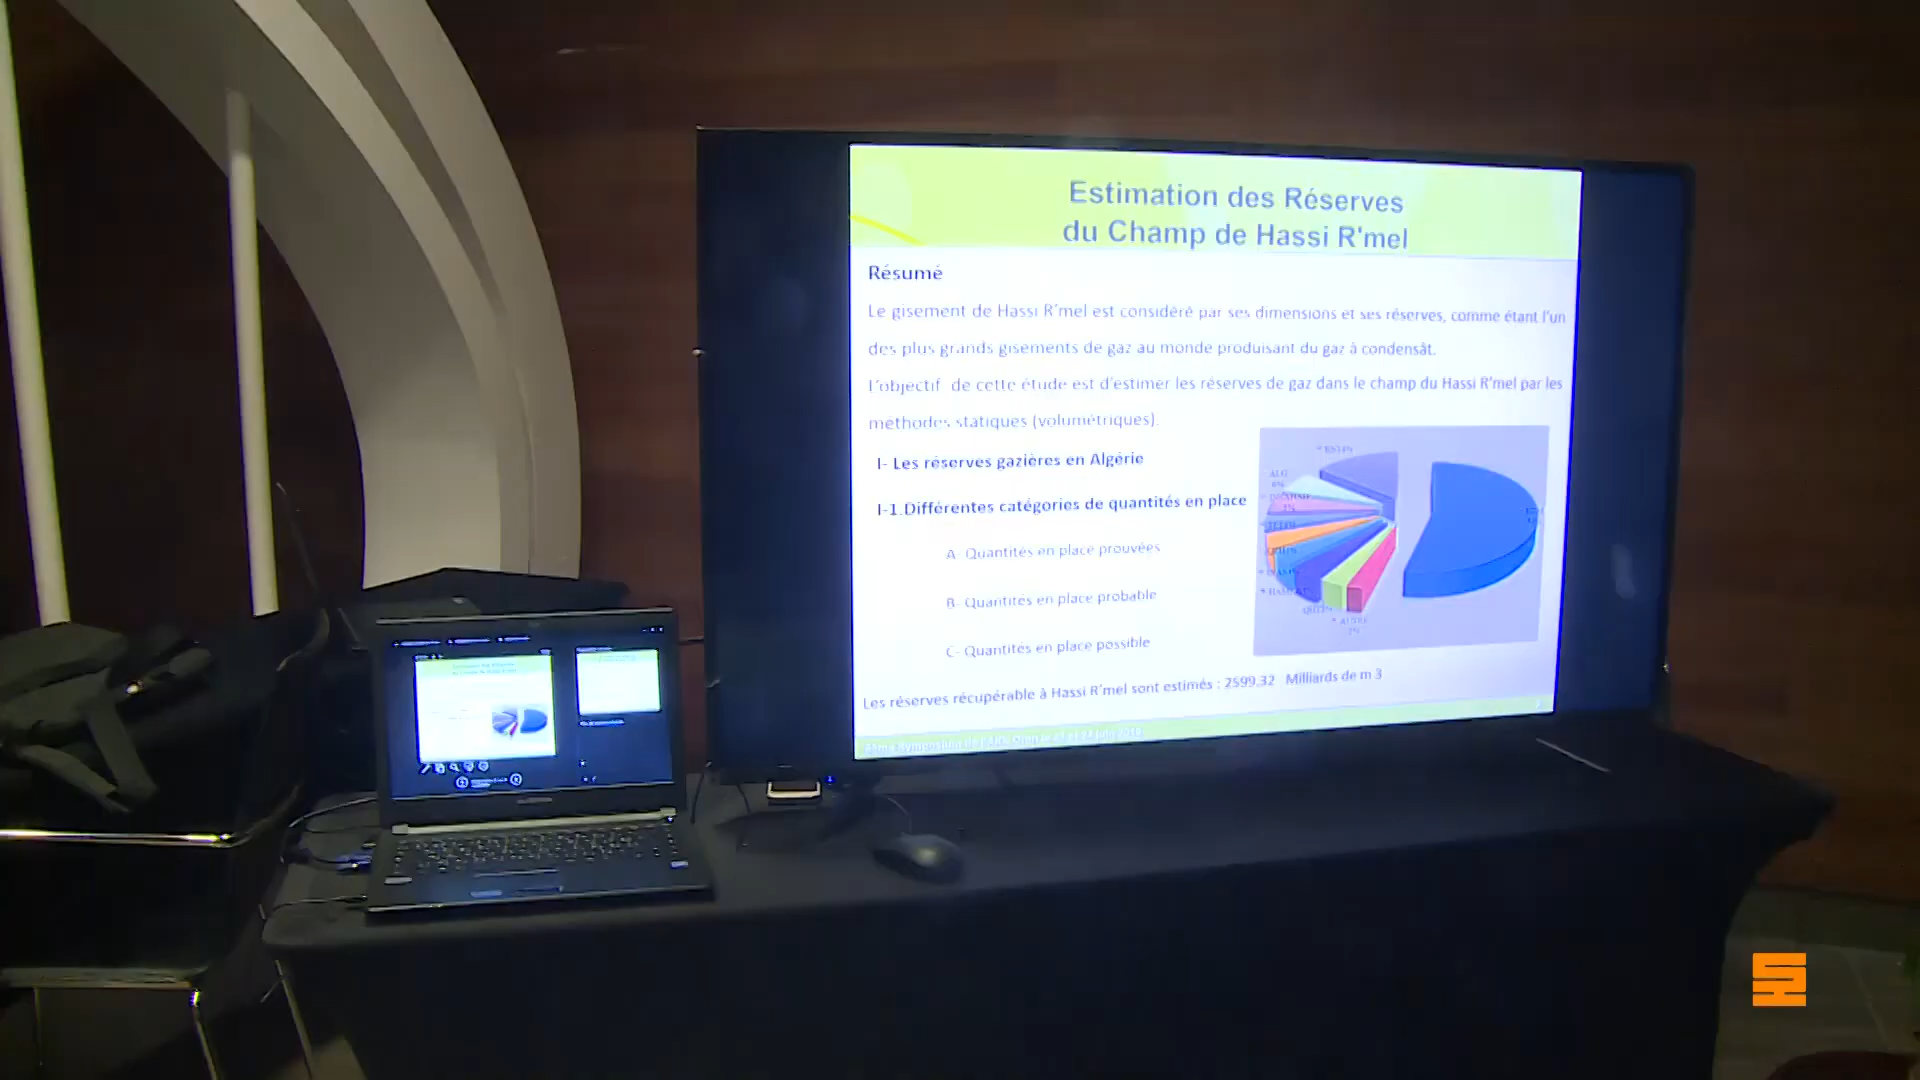 Estimation des Réserves
du Champ de Hassi R'mel
Résumé
Le gisement de Hassi R'mel est considéré par ses dimensions et ses réserves, comme étant l'un
des plus grands gisements de gaz au monde produisant du gaz à condensât.
L'objectif de cette étude est d'estimer les réserves de gaz dans le champ du Hassi R'mel par les
méthodes statiques (volumétriques).
I- Les réserves gazières en Algérie
I-1.Différentes catégories de quantités en place
A- Quantités en place prouvées
B- Quantités en place probable
C- Quantités en place possible
Les réserves récupérable à Hassi R'mel sont estimés : 2599.32 Milliards de m 3
ALG